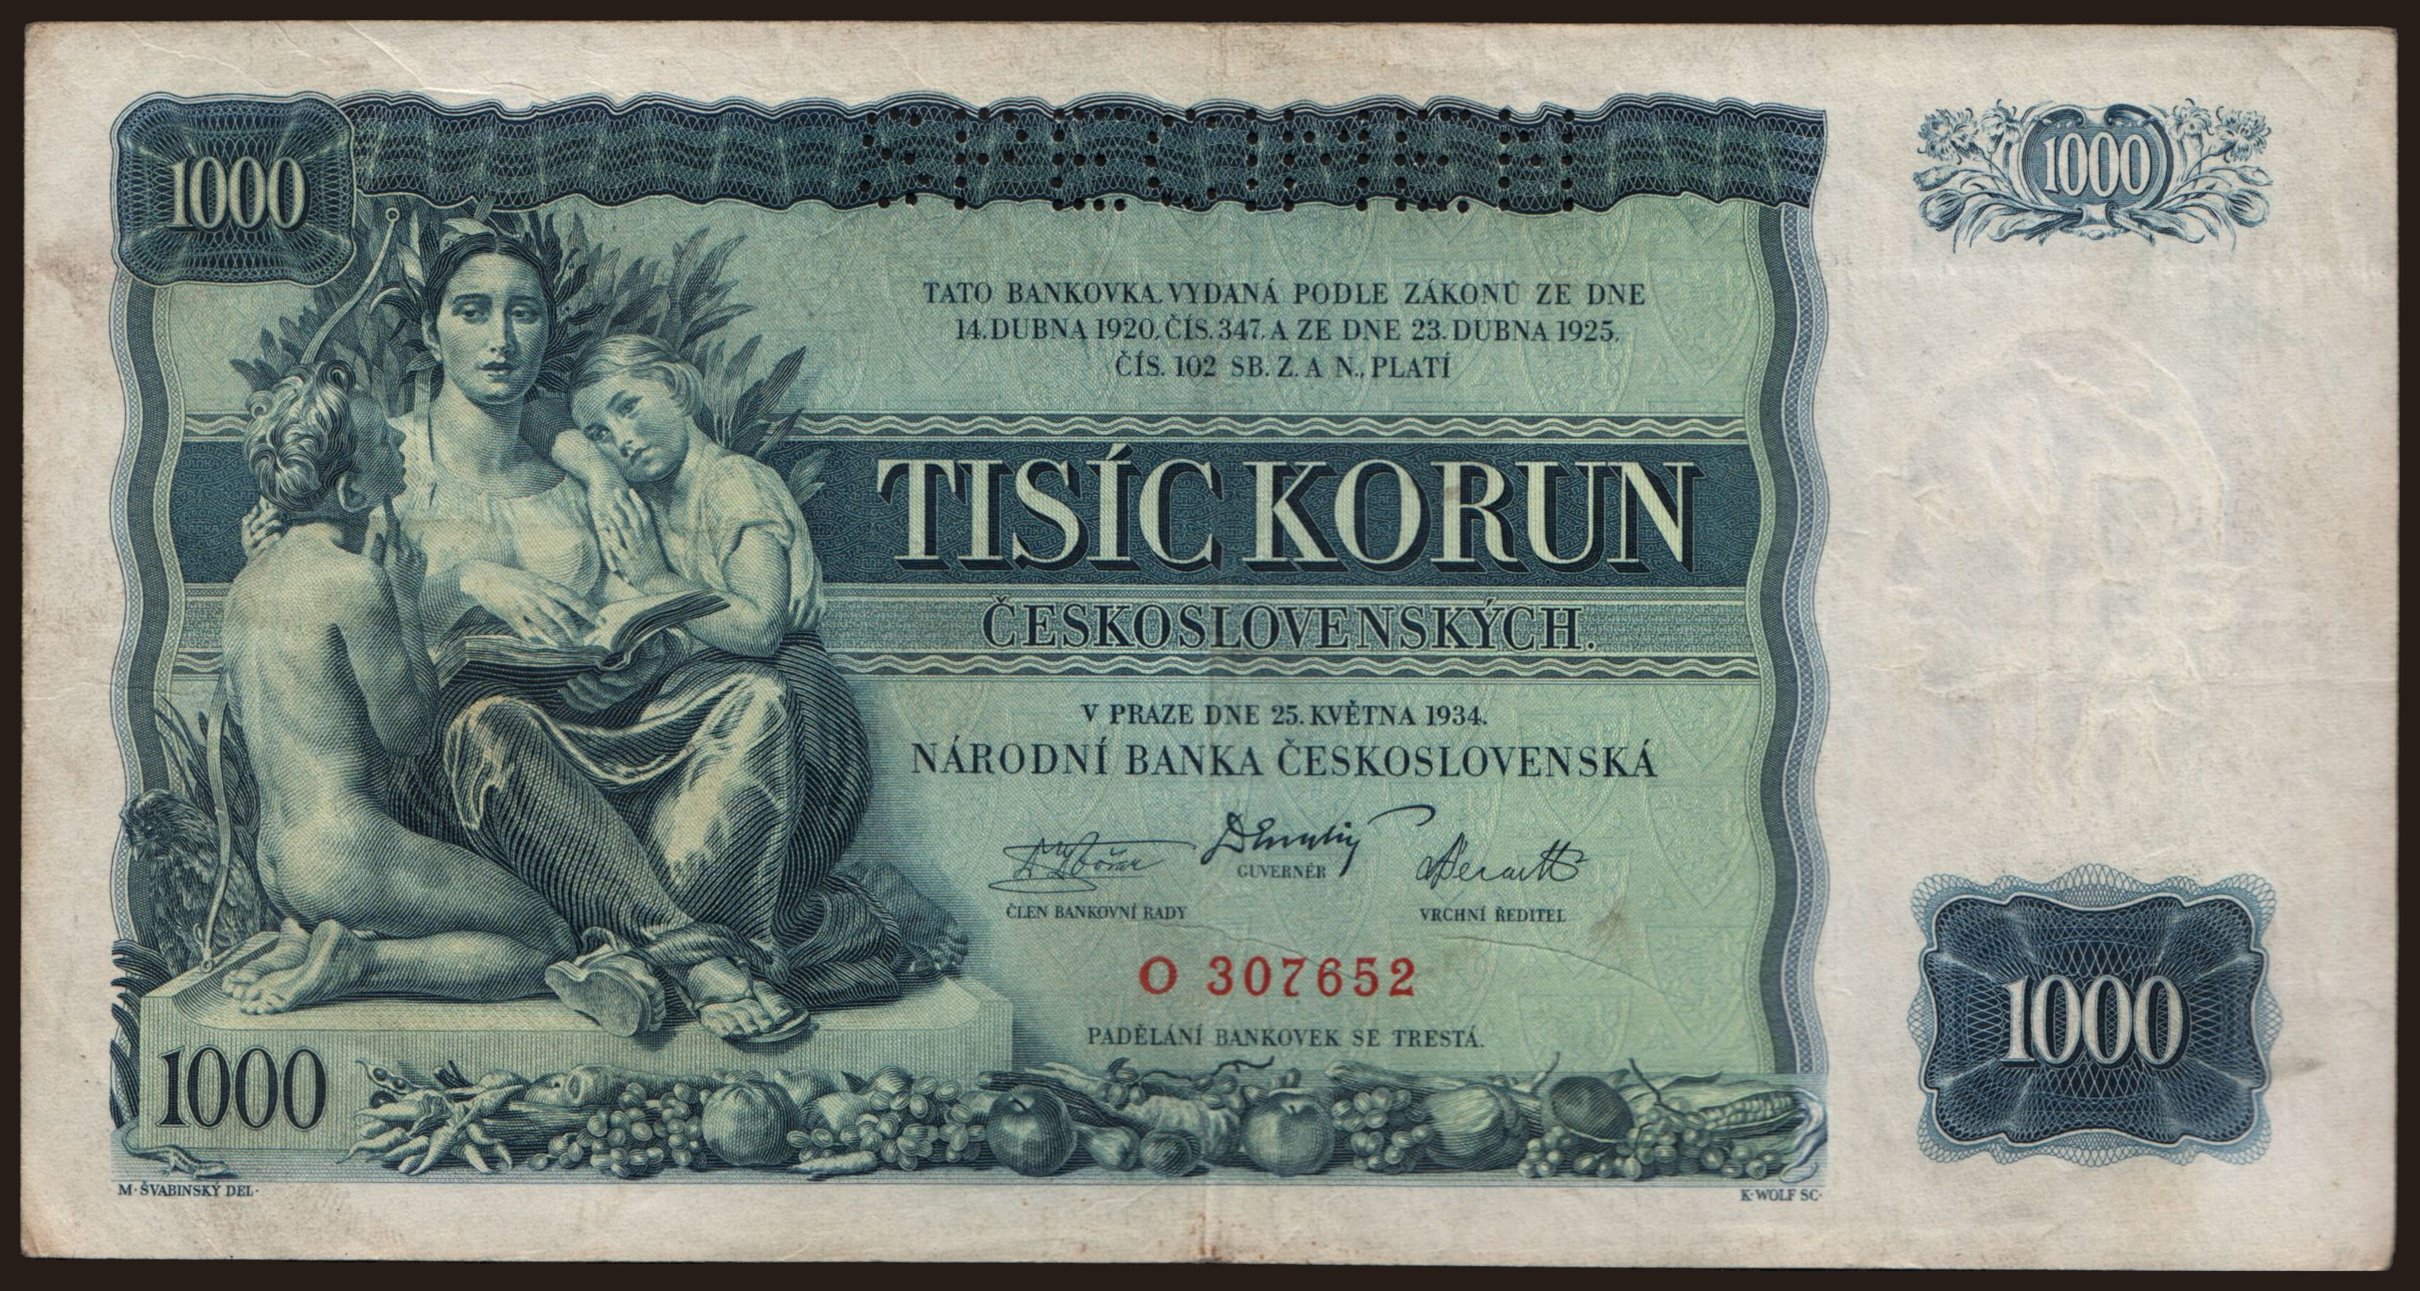 1000
1000
TATO BANKOVKA, VYDANÁ PODLE ZÁKONŮ ZE DNE
14. DUBNA 1920, ČÍS. 347, A ZE DNE 23. DUBNA 1925,
ČÍS. 102 SB. Z. A N., PLATÍ
TISÍC KORUN
ČESKOSLOVENSKÝCH.
V PRAZE DNE 25. KVĚTNA 1934.
NÁRODNÍ BANKA ČESKOSLOVENSKÁ
GUVERNÉR
ČLEN BANKOVNÍ RADY
VRCHNÍ ŘEDITEL
O 307652
PADĚLÁNÍ BANKOVEK SE TRESTÁ.
1000
1000
M·ŠVABINSKÝ DEL·
K·WOLF SC·